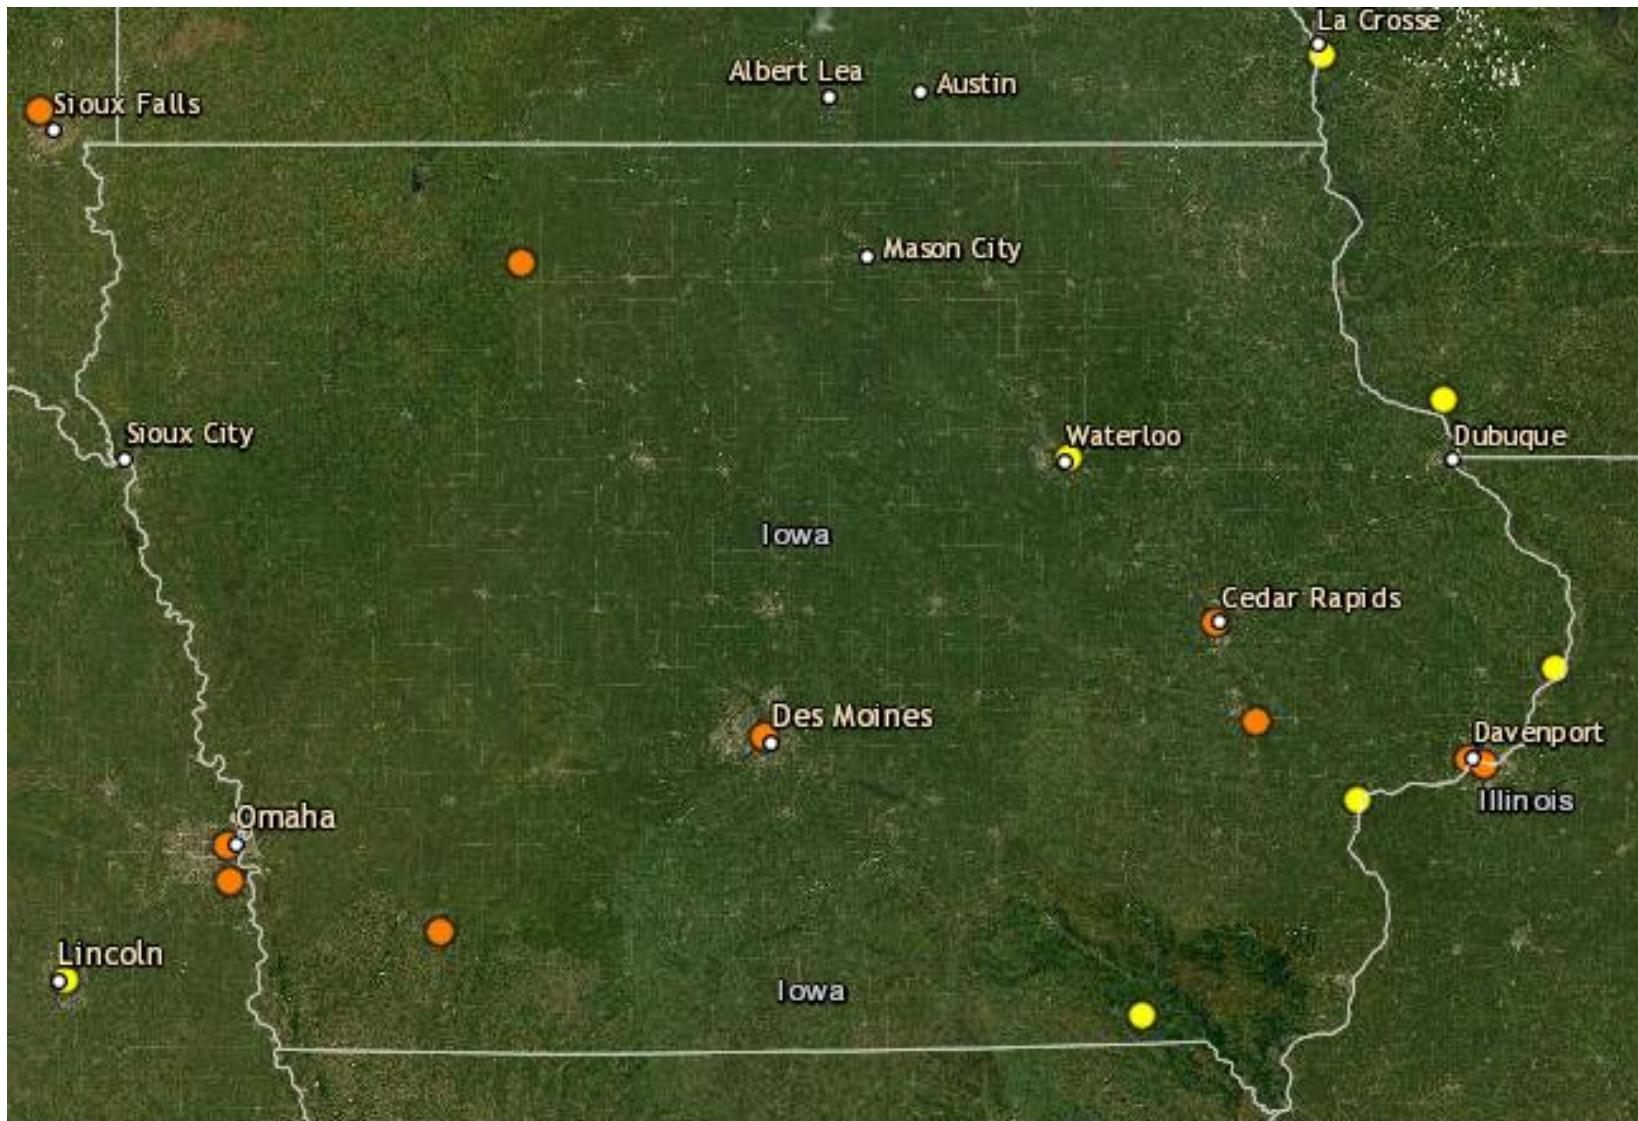 La Crosse
Albert Lea
Austin
Sioux Falls
Mason City
Sioux City
Waterloo
Dubuque
Iowa
Cedar Rapids
Des Moines
Davenport
Illinois
Omaha
Lincoln
Iowa